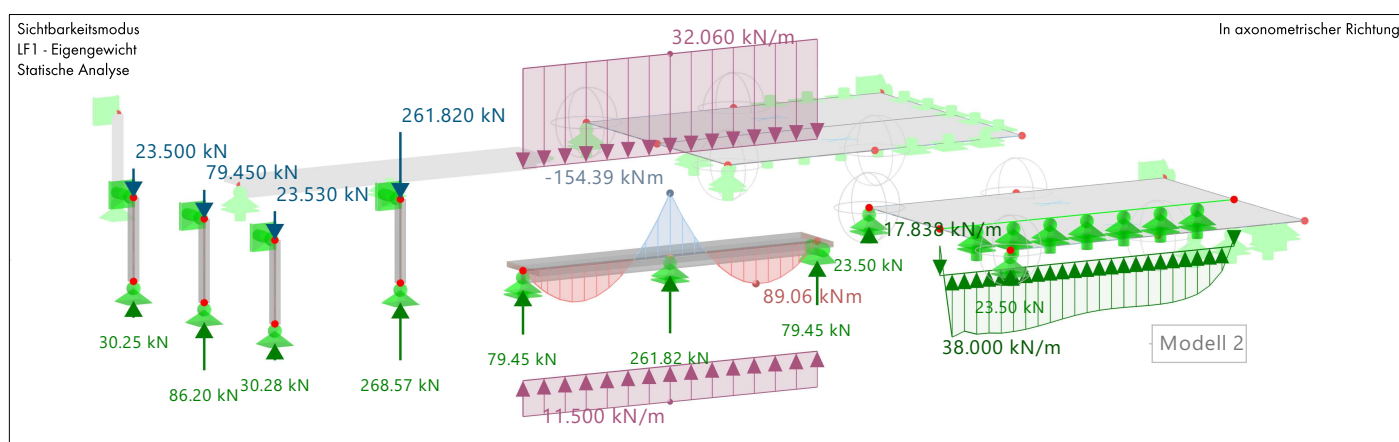 Sichtbarkeitsmodus
LF1 - Eigengewicht
Statische Analyse
In axonometrischer Richtung
32.060 kN/m
261.820 kN
23.500 kN
79.450 kN
23.530 kN
-154.39 kNm
17.838 kN/m
23.50 kN
89.06 kNm
23.50 kN
79.45 kN
30.25 kN
38.000 kN/m
Modell 2
79.45 kN
261.82 kN
86.20 kN
30.28 kN
268.57 kN
11.500 kN/m